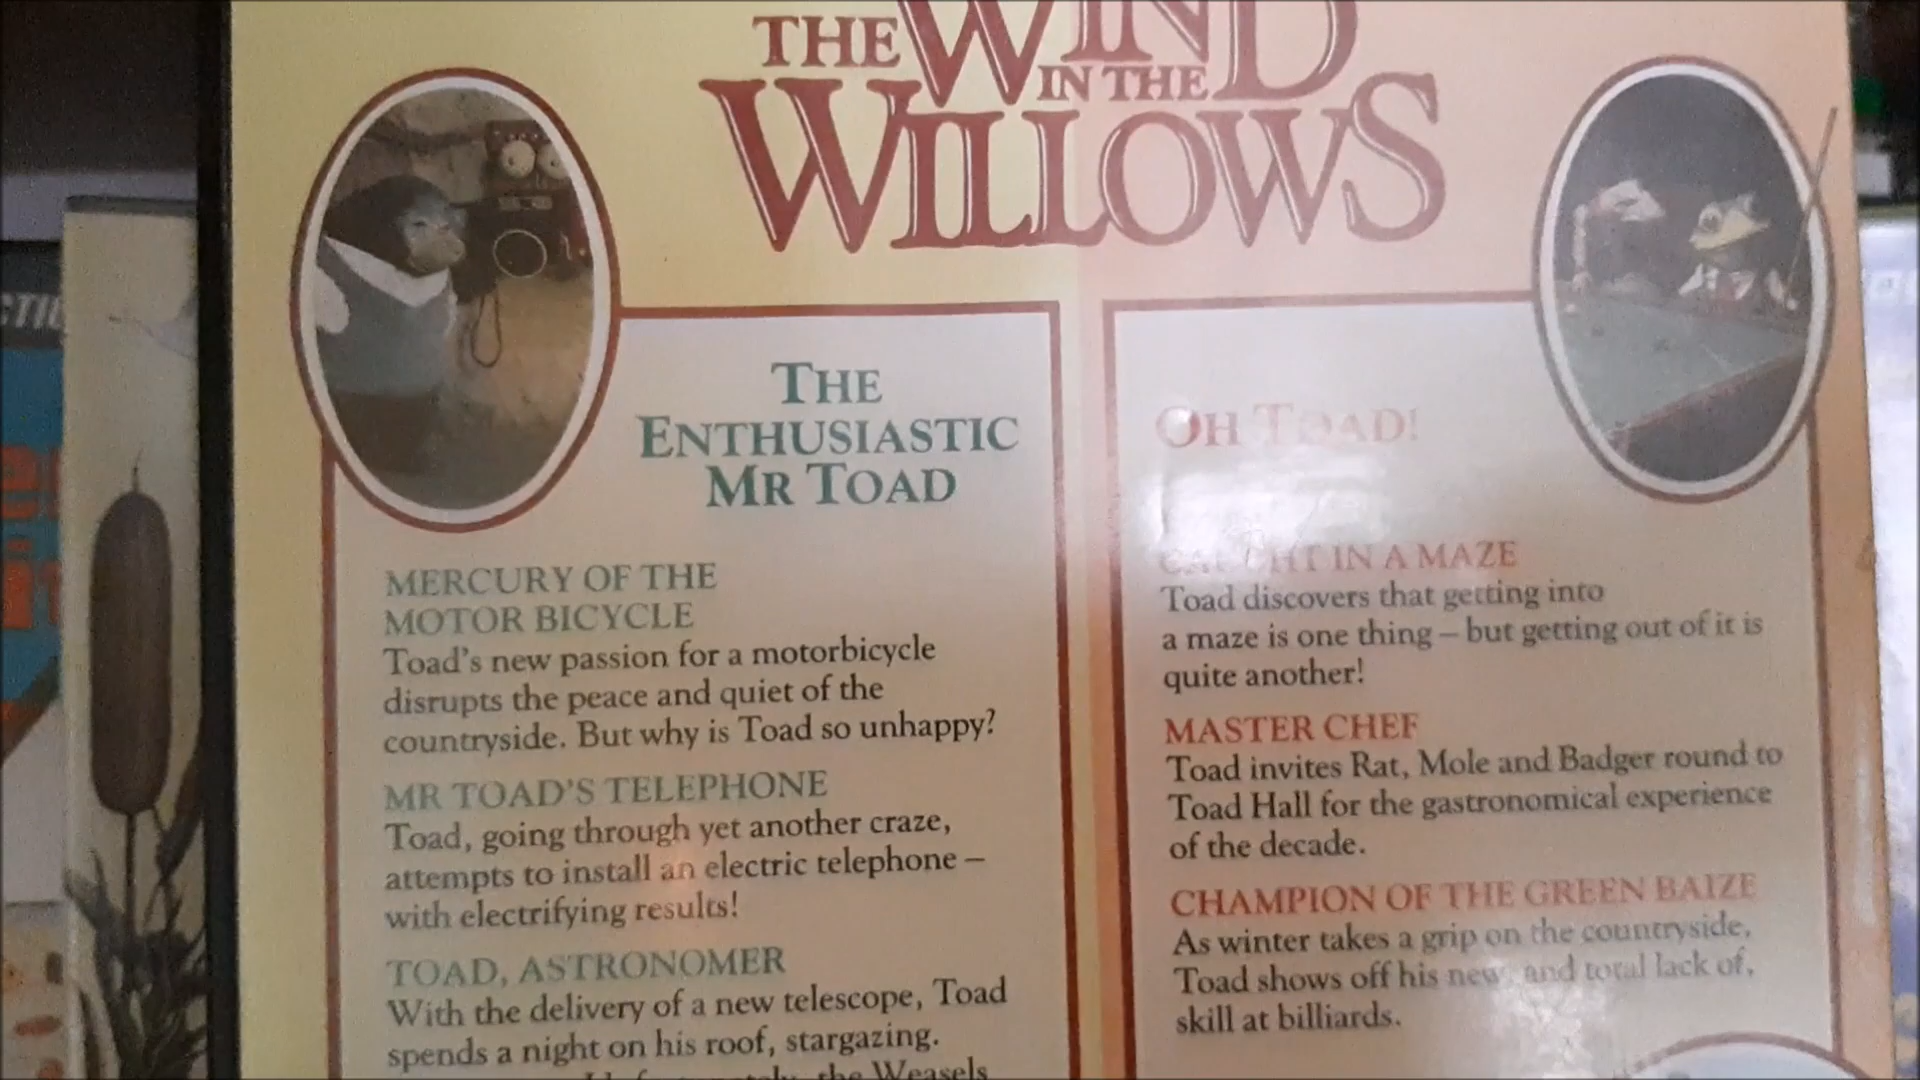 THE WIND
IN THE
WILLOWS
THE
ENTHUSIASTIC
MR TOAD
MERCURY OF THE
MOTOR BICYCLE
Toad's new passion for a motorbicycle
disrupts the peace and quiet of the
countryside. But why is Toad so unhappy?
MR TOAD'S TELEPHONE
Toad, going through yet another craze,
attempts to install an electric telephone –
with electrifying results!
TOAD, ASTRONOMER
With the delivery of a new telescope, Toad
spends a night on his roof, stargazing.
the Weasels
OH TOAD!
CAUGHT IN A MAZE
Toad discovers that getting into
a maze is one thing – but getting out of it is
quite another!
MASTER CHEF
Toad invites Rat, Mole and Badger round to
Toad Hall for the gastronomical experience
of the decade.
CHAMPION OF THE GREEN BAIZE
As winter takes a grip on the countryside,
Toad shows off his new, and total lack of,
skill at billiards.